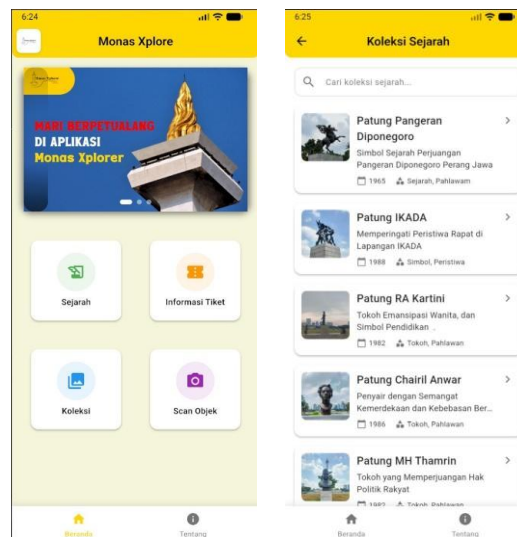 6:24
Monas Xplore
MARI BERPETUALANG
DI APLIKASI
Monas Xplorer
Sejarah
Informasi Tiket
Koleksi
Scan Objek
Beranda
Tentang
6:25
Koleksi Sejarah
Cari koleksi sejarah...
Patung Pangeran
Diponegoro
Simbol Sejarah Perjuangan
Pangeran Diponegoro Perang Jawa
1965 Sejarah, Pahlawam
Patung IKADA
Memperingati Peristiwa Rapat di
Lapangan IKADA
1988 Simbol, Peristiwa
Patung RA Kartini
Tokoh Emansipasi Wanita, dan
Simbol Pendidikan .
1982 Tokoh, Pahlawan
Patung Chairil Anwar
Penyair dengan Semangat
Kemerdekaan dan Kebebasan Ber...
1986 Tokoh, Pahlawan
Patung MH Thamrin
Tokoh yang Memperjuangan Hak
Politik Rakyat
1982 Tokoh, Pahlawan
Beranda
Tentang